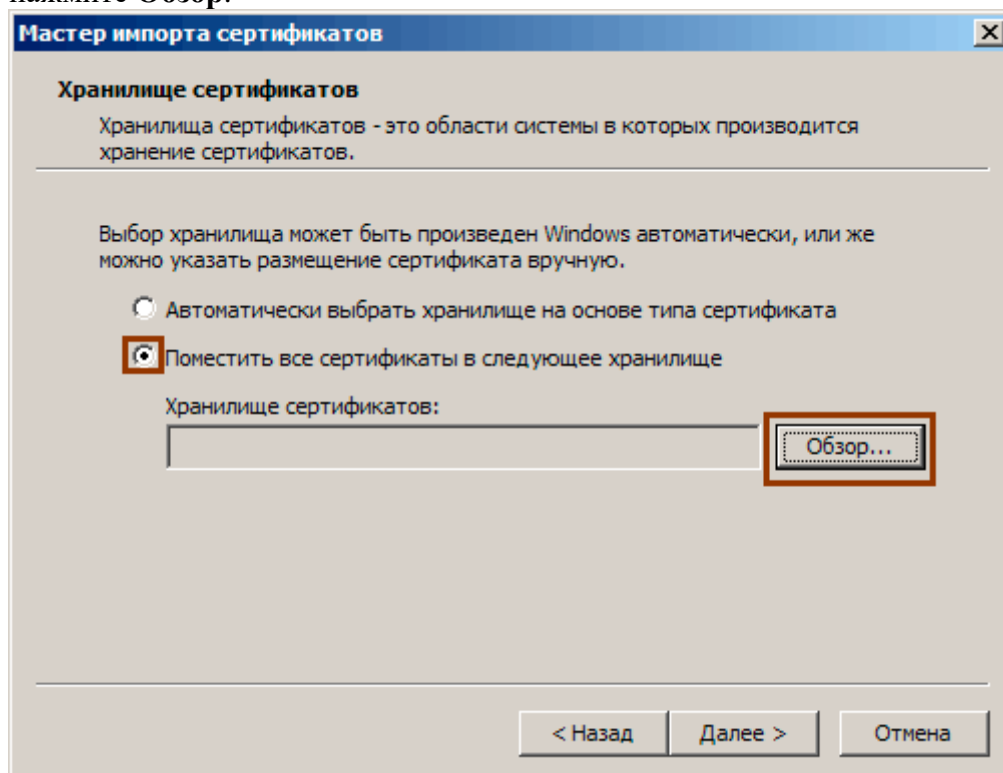 нажмите Обзор.
Мастер импорта сертификатов
Хранилище сертификатов
Хранилища сертификатов - это области системы в которых производится
хранение сертификатов.
Выбор хранилища может быть произведен Windows автоматически, или же
можно указать размещение сертификата вручную.
Автоматически выбрать хранилище на основе типа сертификата
Поместить все сертификаты в следующее хранилище
Хранилище сертификатов:
Обзор...
< Назад
Далее >
Отмена